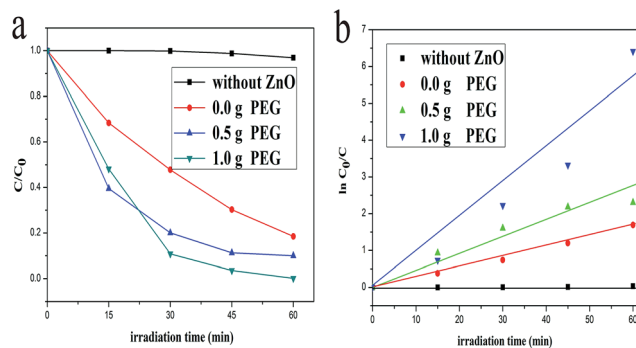 a
C/C0
1.0
0.8
0.6
0.4
0.2
0.0
without ZnO
0.0 g PEG
0.5 g PEG
1.0 g PEG
0 15 30 45 60
irradiation time (min)
b
ln C0/C
7
6
5
4
3
2
1
0
without ZnO
0.0 g PEG
0.5 g PEG
1.0 g PEG
0 10 20 30 40 50 60
irradiation time (min)